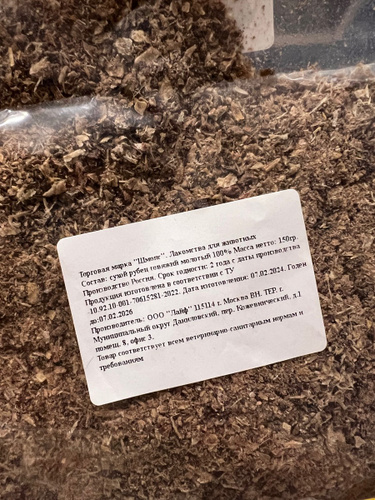 Торговая марка "Шмяк". Лакомства для животных
Состав: сухой рубец говяжий молотый 100% Масса нетто: 150гр.
Производство Россия. Срок годности: 2 года с даты производства
Продукция изготовлена в соответствии с ТУ
10.92.10.001-70615281-2022. Дата изготовления: 07.02.2024. Годен
до:07.02.2026
Производитель: ООО "Лайф" 115114 г. Москва ВН. ТЕР. г.
Муниципальный округ Даниловский, пер. Кожевнический, д.1
помещ. 8, офис 3.
Товар соответствует всем ветеринарно-санитарным нормам и
требованиям